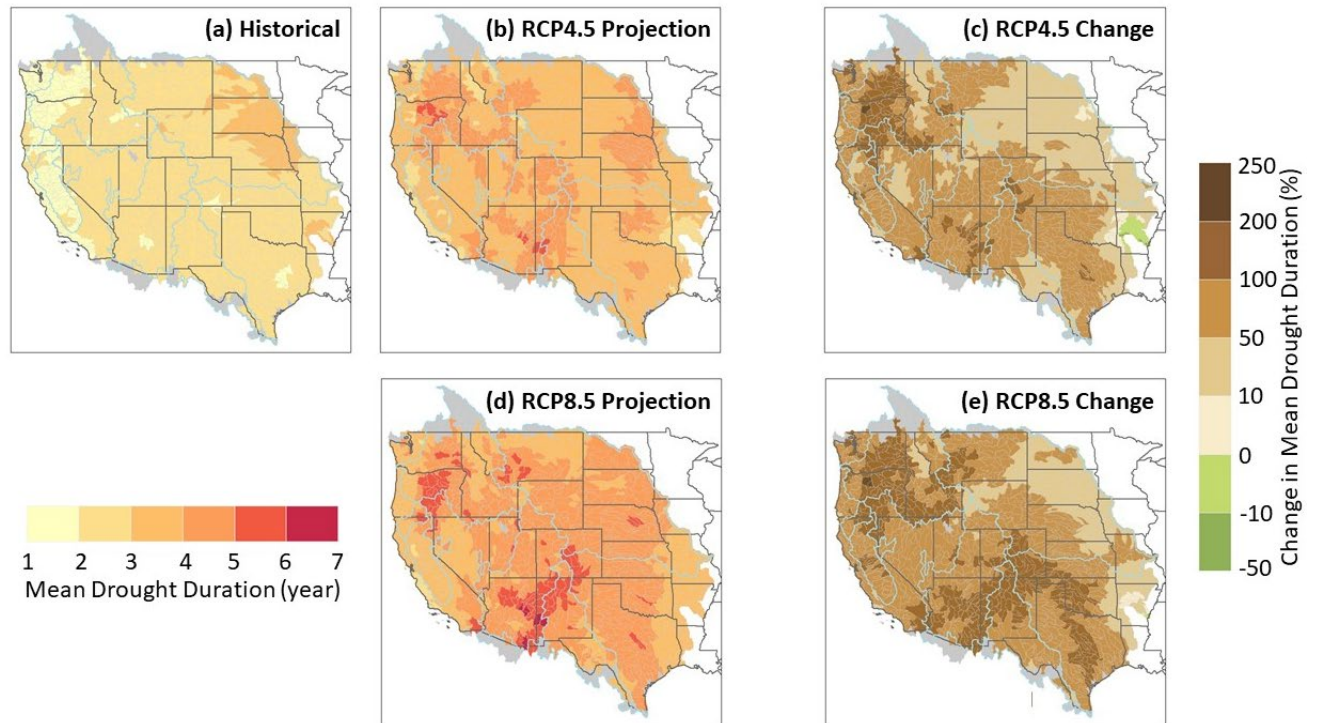 (a) Historical
(b) RCP4.5 Projection
(c) RCP4.5 Change
(d) RCP8.5 Projection
(e) RCP8.5 Change
1 2 3 4 5 6 7
Mean Drought Duration (year)
250
200
100
50
10
0
-10
-50
Change in Mean Drought Duration (%)